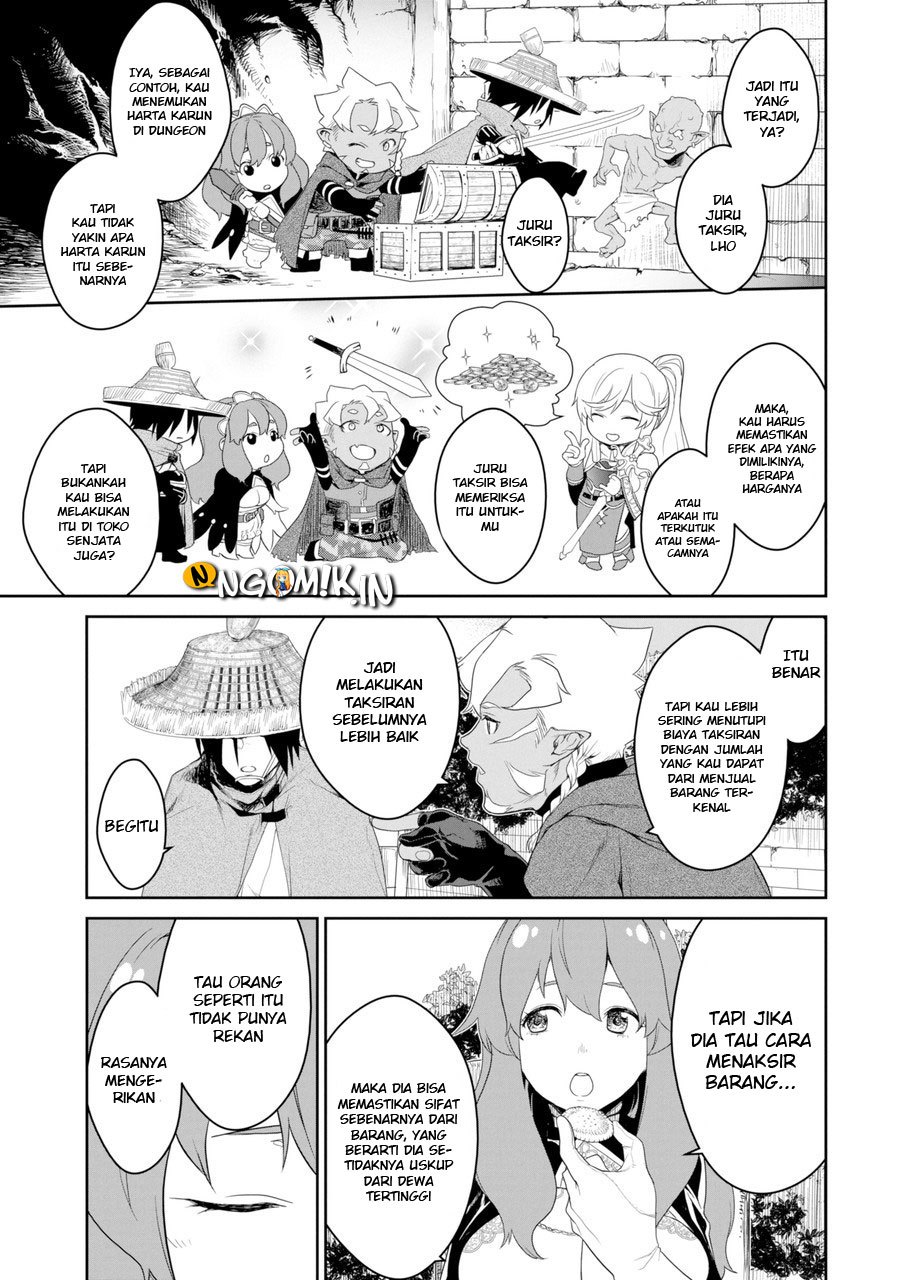 JADI ITU
YANG
TERJADI,
YA?
DIA
JURU
TAKSIR,
LHO
JURU
TAKSIR?
IYA, SEBAGAI
CONTOH, KAU
MENEMUKAN
HARTA KARUN
DI DUNGEON
TAPI
KAU TIDAK
YAKIN APA
HARTA KARUN
ITU SEBE-
NARNYA
MAKA,
KAU HARUS
MEMASTIKAN
EFEK APA YANG
DIMILIKINYA,
BERAPA
HARGANYA
ATAU
APAKAH ITU
TERKUTUK
ATAU SEMA-
CAMNYA
JURU
TAKSIR BISA
MEMERIKSA
ITU UNTUK-
MU
TAPI
BUKANKAH
KAU BISA
MELAKUKAN
ITU DI TOKO
SENJATA
JUGA?
N
NGOM!K.IN
ITU
BENAR
TAPI KAU LEBIH
SERING MENUTUPI
BIAYA TAKSIRAN
DENGAN JUMLAH
YANG KAU DAPAT
DARI MENJUAL
BARANG TER-
KENAL
JADI
MELAKUKAN
TAKSIRAN
SEBELUMNYA
LEBIH BAIK
BEGITU
TAPI JIKA
DIA TAU CARA
MENAKSIR
BARANG...
MAKA DIA BISA
MEMASTIKAN SIFAT
SEBENARNYA DARI
BARANG, YANG
BERARTI DIA SE-
TIDAKNYA USKUP
DARI DEWA
TERTINGGI
TAU ORANG
SEPERTI ITU
TIDAK PUNYA
REKAN
RASANYA
MENGE-
RIKAN